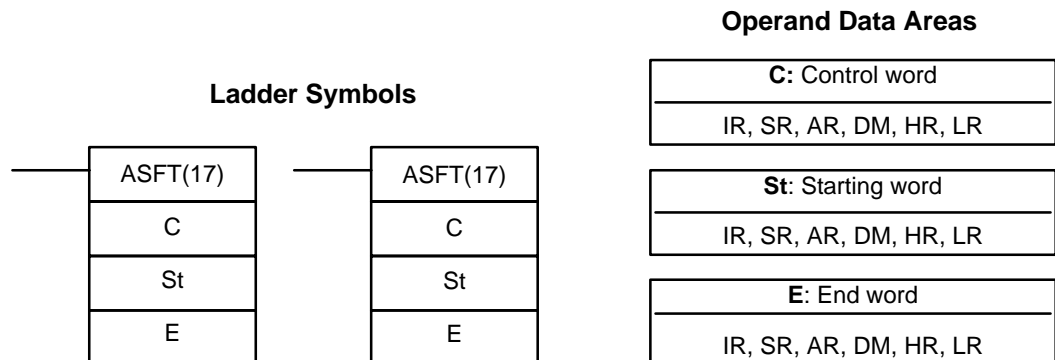 Ladder Symbols
ASFT(17)
C
St
E
ASFT(17)
C
St
E
Operand Data Areas
C: Control word
IR, SR, AR, DM, HR, LR
St: Starting word
IR, SR, AR, DM, HR, LR
E: End word
IR, SR, AR, DM, HR, LR